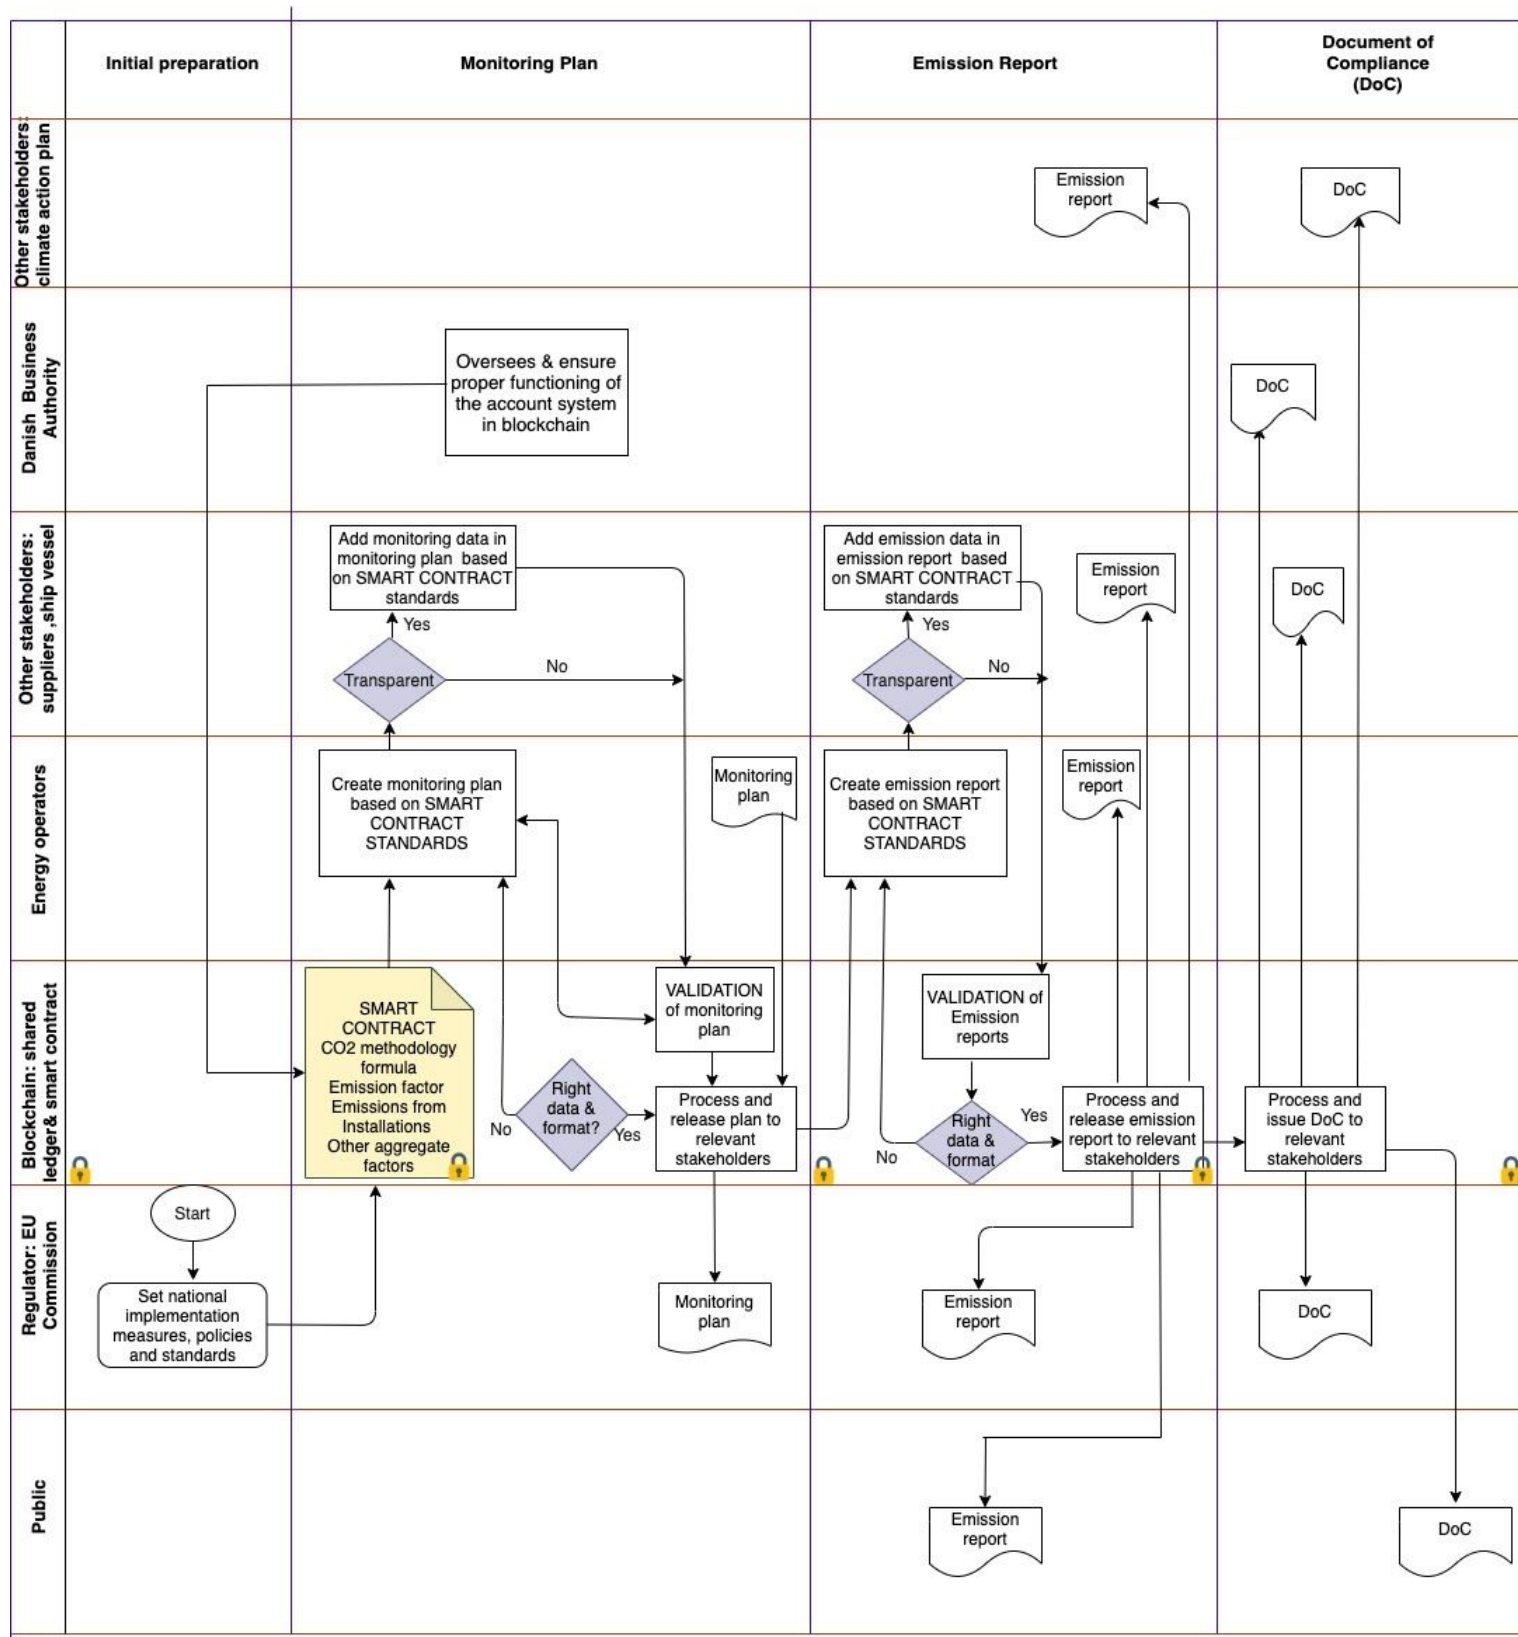 Initial preparation
Monitoring Plan
Emission Report
Document of
Compliance
(DoC)
Other stakeholders:
climate action plan
Emission
report
DoC
Danish Business
Authority
Oversees & ensure
proper functioning of
the account system
in blockchain
DoC
Other stakeholders:
suppliers ,ship vessel
Add monitoring data in
monitoring plan based
on SMART CONTRACT
standards
Yes
Transparent
No
Add emission data in
emission report based
on SMART CONTRACT
standards
Yes
Transparent
No
Emission
report
DoC
Energy operators
Create monitoring plan
based on SMART
CONTRACT
STANDARDS
Monitoring
plan
Create emission report
based on SMART
CONTRACT
STANDARDS
Emission
report
Blockchain: shared
ledger& smart contract
SMART
CONTRACT
CO2 methodology
formula
Emission factor
Emissions from
Installations
Other aggregate
factors
No
Right
data &
format?
Yes
VALIDATION
of monitoring
plan
Process and
release plan to
relevant
stakeholders
VALIDATION of
Emission
reports
No
Right
data &
format
Yes
Process and
release emission
report to relevant
stakeholders
Process and
issue DoC to
relevant
stakeholders
Regulator: EU
Commission
Start
Set national
implementation
measures, policies
and standards
Monitoring
plan
Emission
report
DoC
Public
Emission
report
DoC